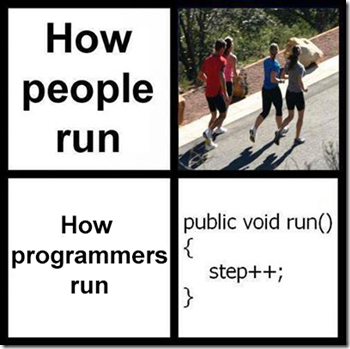 How
people
run
How
programmers
run
public void run()
{
step++;
}